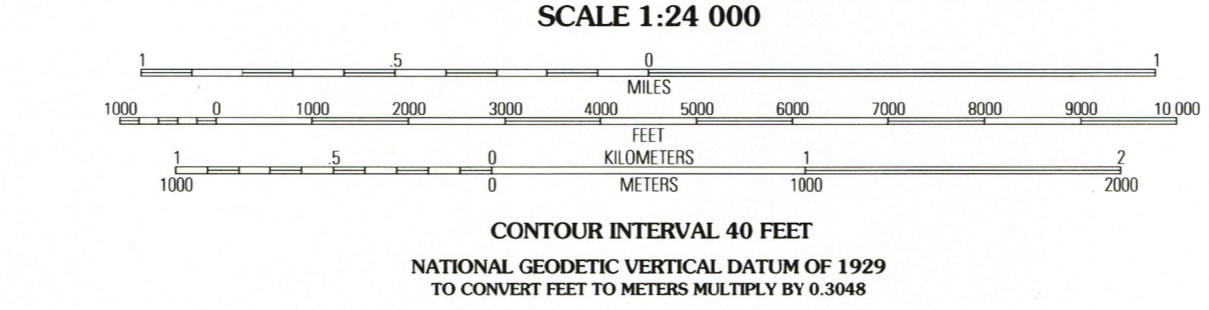 SCALE 1:24 000
1 .5 0 1
MILES
1000 0 1000 2000 3000 4000 5000 6000 7000 8000 9000 10 000
FEET
1 .5 0 KILOMETERS 1 2
1000 0 METERS 1000 2000
CONTOUR INTERVAL 40 FEET
NATIONAL GEODETIC VERTICAL DATUM OF 1929
TO CONVERT FEET TO METERS MULTIPLY BY 0.3048